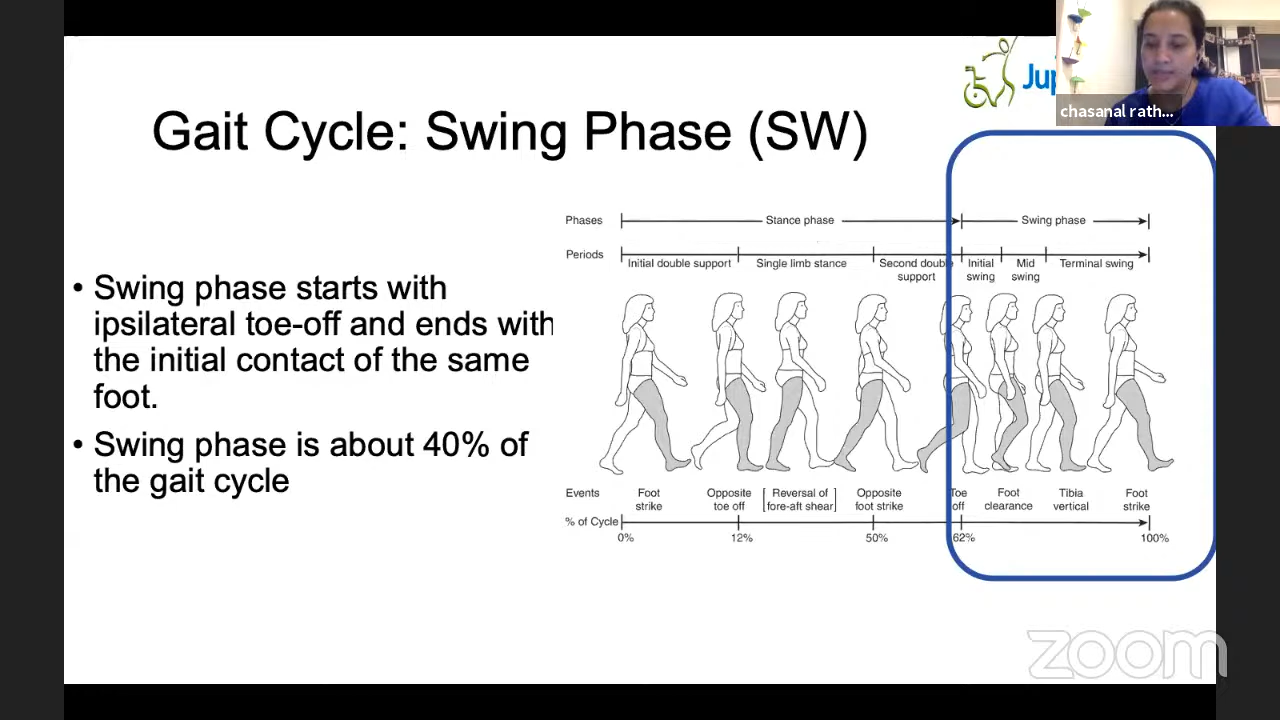 Jup
chasanal rath...
Gait Cycle: Swing Phase (SW)
• Swing phase starts with
ipsilateral toe-off and ends with
the initial contact of the same
foot.
• Swing phase is about 40% of
the gait cycle
Phases Stance phase Swing phase
Periods
Initial double support Single limb stance Second double support Initial swing Mid swing Terminal swing
Events Foot strike Opposite toe off [Reversal of fore-aft shear] Opposite foot strike Toe off Foot clearance Tibia vertical Foot strike
% of Cycle
0% 12% 50% 62% 100%
zoom